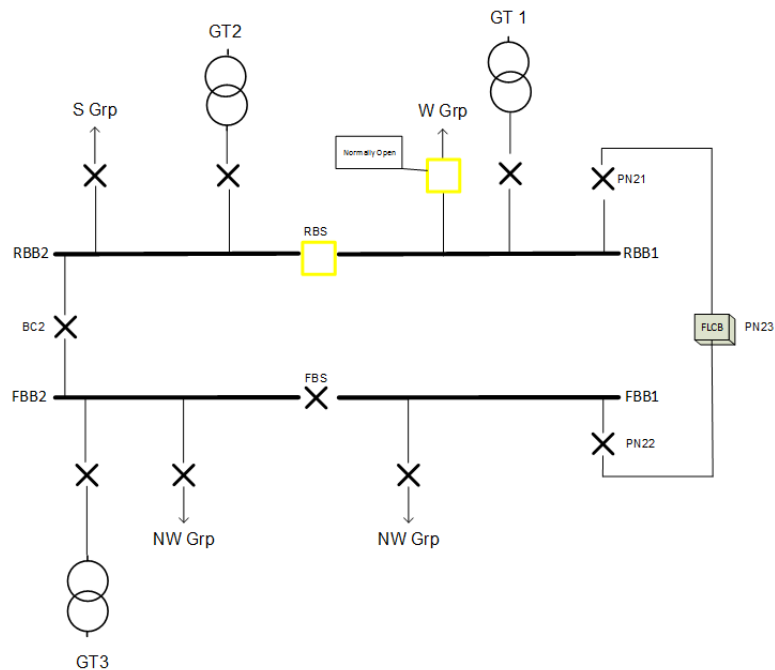 GT 1
GT2
S Grp
W Grp
Normally Open
PN21
RBS
RBB2
RBB1
BC2
FLCB
PN23
FBS
FBB2
FBB1
PN22
NW Grp
NW Grp
GT3